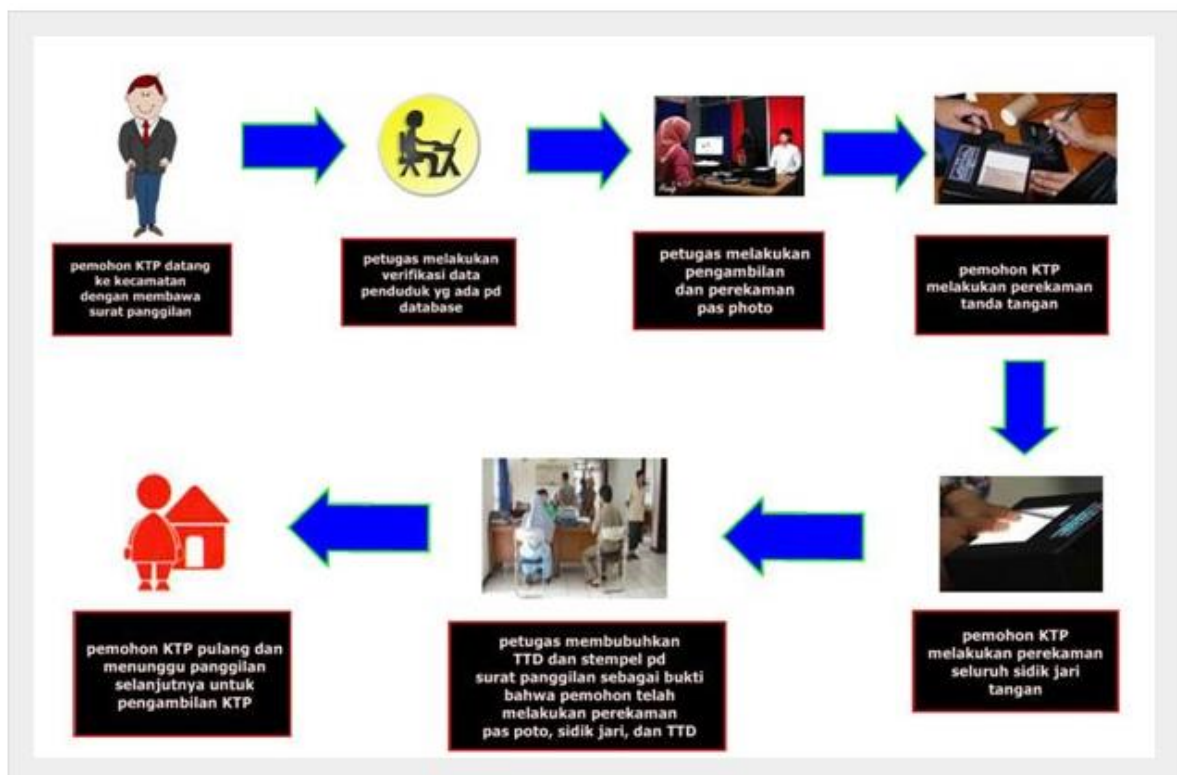 pemohon KTP datang
ke kecamatan
dengan membawa
surat panggilan
petugas melakukan
verifikasi data
penduduk yg ada pd
database
petugas melakukan
pengambilan
dan perekaman
pas photo
pemohon KTP
melakukan perekaman
tanda tangan
pemohon KTP
melakukan perekaman
seluruh sidik jari
tangan
petugas membubuhkan
TTD dan stempel pd
surat panggilan sebagai bukti
bahwa pemohon telah
melakukan perekaman
pas poto, sidik jari, dan TTD
pemohon KTP pulang dan
menunggu panggilan
selanjutnya untuk
pengambilan KTP